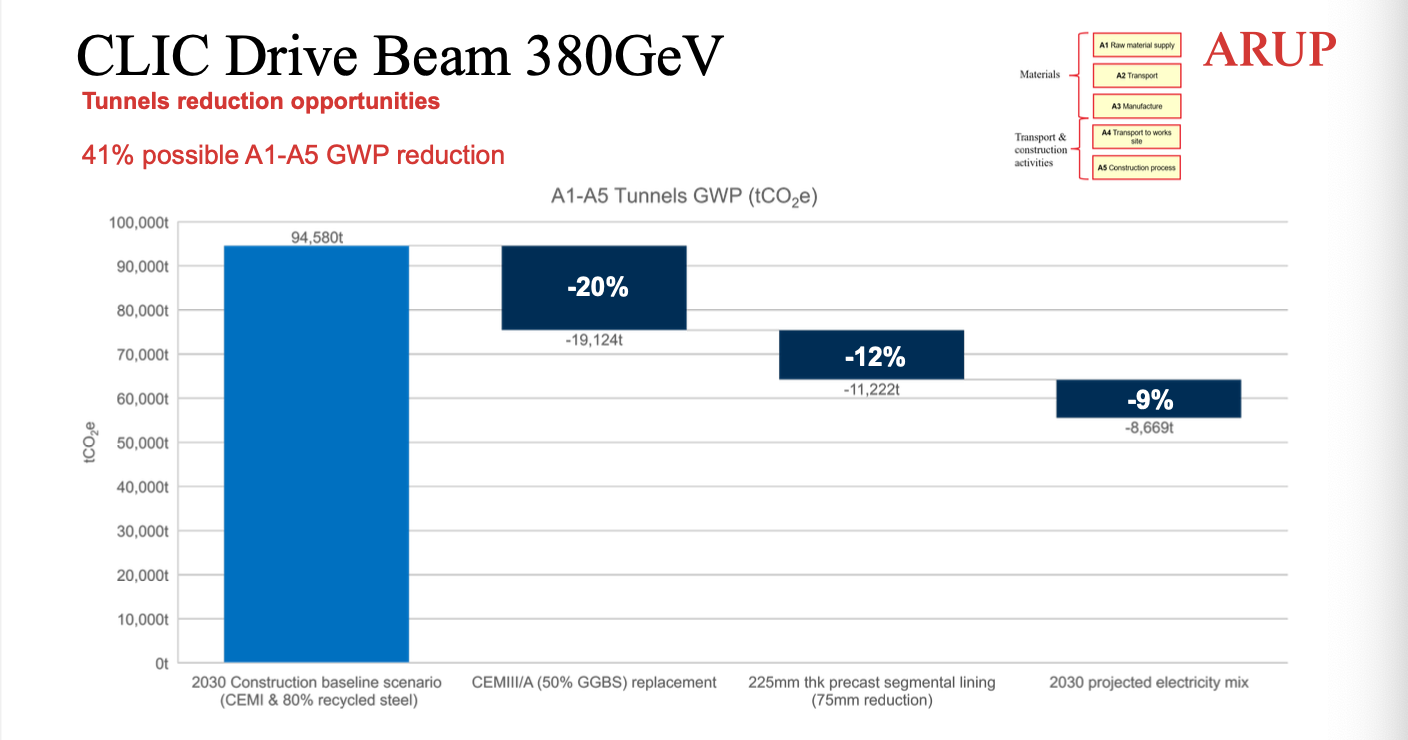 CLIC Drive Beam 380GeV
Tunnels reduction opportunities
41% possible A1-A5 GWP reduction
Materials
A1 Raw material supply
A2 Transport
A3 Manufacture
Transport &
construction
activities
A4 Transport to works
site
A5 Construction process
ARUP
A1-A5 Tunnels GWP (tCO₂e)
tCO₂e
100,000t
90,000t
80,000t
70,000t
60,000t
50,000t
40,000t
30,000t
20,000t
10,000t
0t
94,580t
-20%
-19,124t
-12%
-11,222t
-9%
-8,669t
2030 Construction baseline scenario
(CEMI & 80% recycled steel)
CEMIII/A (50% GGBS) replacement
225mm thk precast segmental lining
(75mm reduction)
2030 projected electricity mix